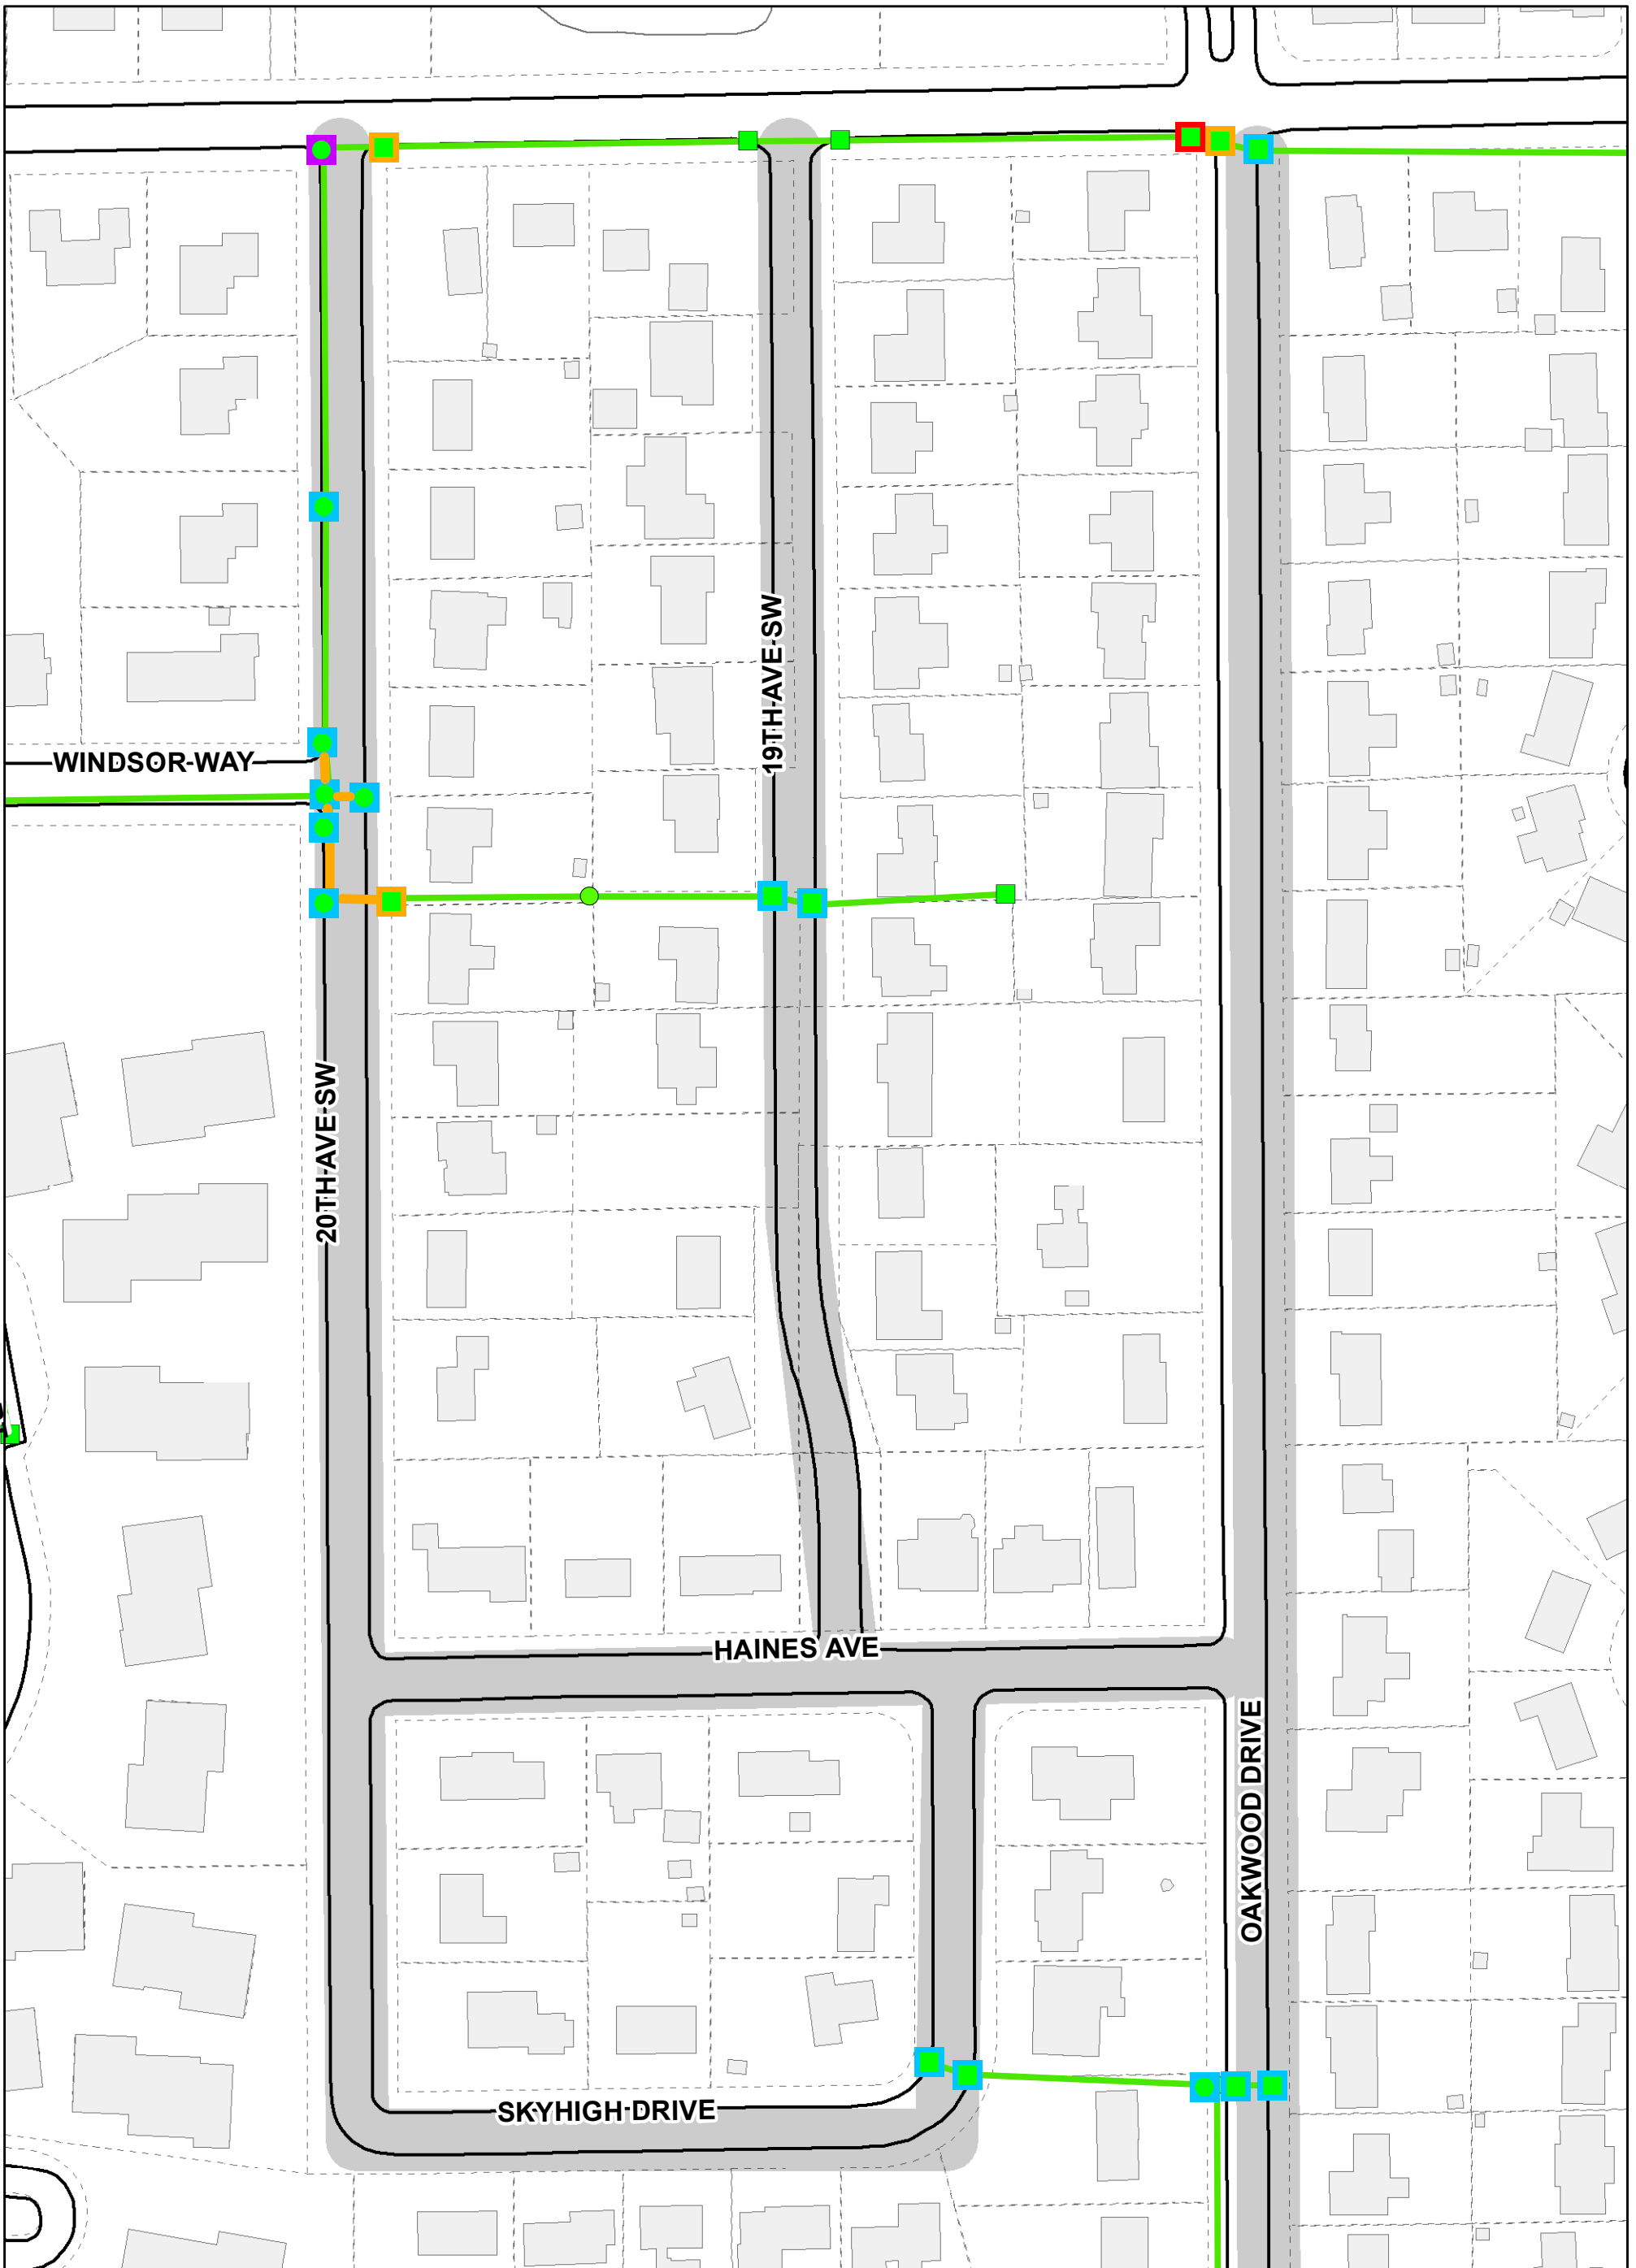 19TH AVE SW
WINDSOR WAY
20TH AVE SW
HAINES AVE
OAKWOOD DRIVE
SKYHIGH DRIVE